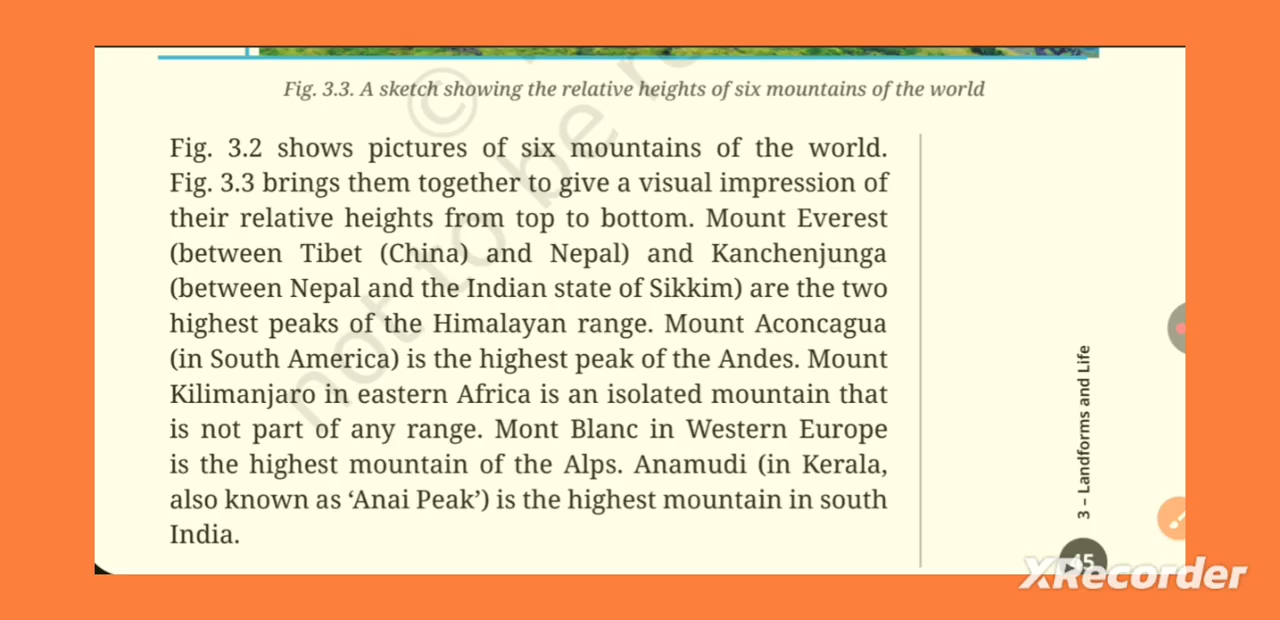 Fig. 3.3. A sketch showing the relative heights of six mountains of the world
Fig. 3.2 shows pictures of six mountains of the world.
Fig. 3.3 brings them together to give a visual impression of
their relative heights from top to bottom. Mount Everest
(between Tibet (China) and Nepal) and Kanchenjunga
(between Nepal and the Indian state of Sikkim) are the two
highest peaks of the Himalayan range. Mount Aconcagua
(in South America) is the highest peak of the Andes. Mount
Kilimanjaro in eastern Africa is an isolated mountain that
is not part of any range. Mont Blanc in Western Europe
is the highest mountain of the Alps. Anamudi (in Kerala,
also known as ‘Anai Peak’) is the highest mountain in south
India.
© not to be r
3 – Landforms and Life
45
XRecorder